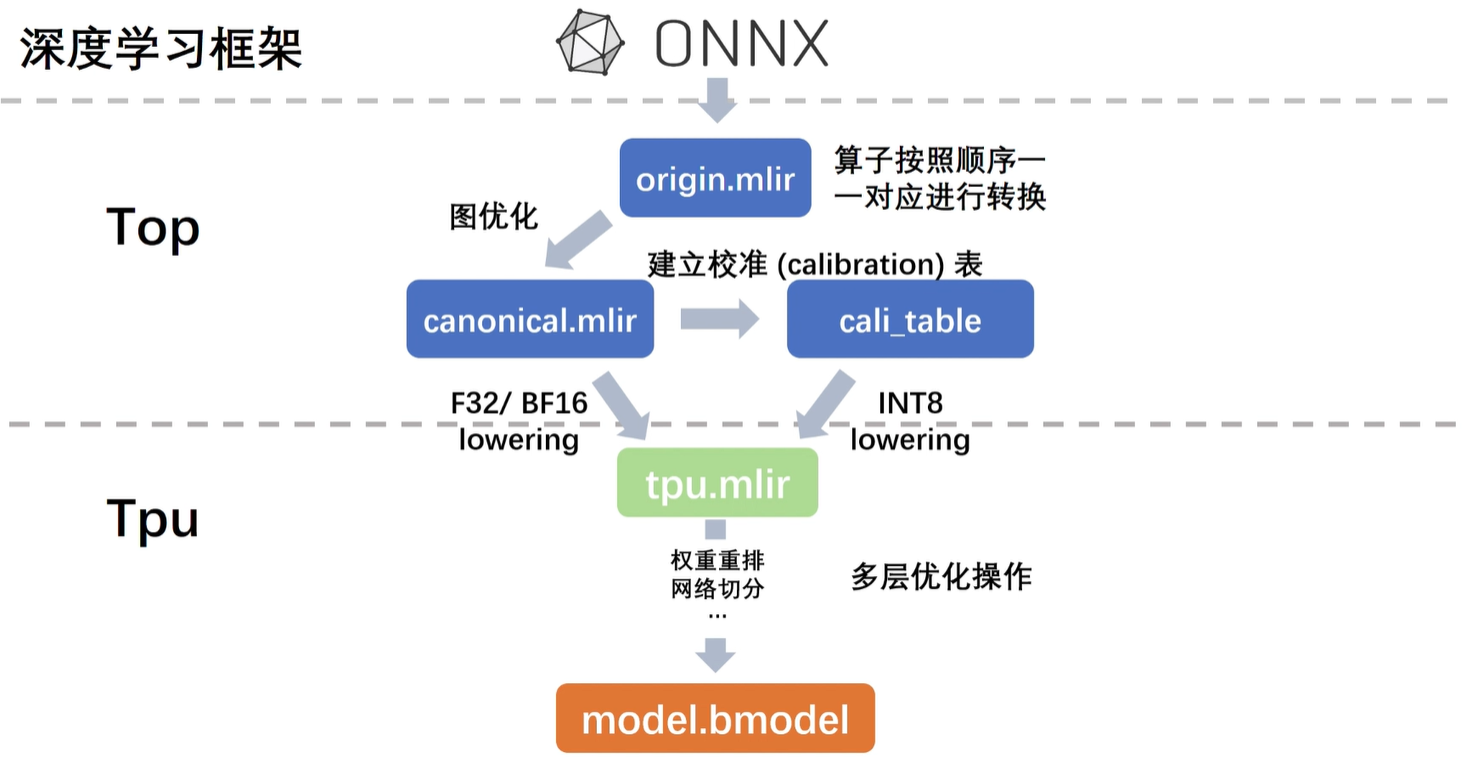 深度学习框架
ONNX
origin.mlir
算子按照顺序一
一对应进行转换
Top
图优化
建立校准 (calibration) 表
canonical.mlir
cali_table
F32/ BF16
lowering
INT8
lowering
Tpu
tpu.mlir
权重重排
网络切分
...
多层优化操作
model.bmodel